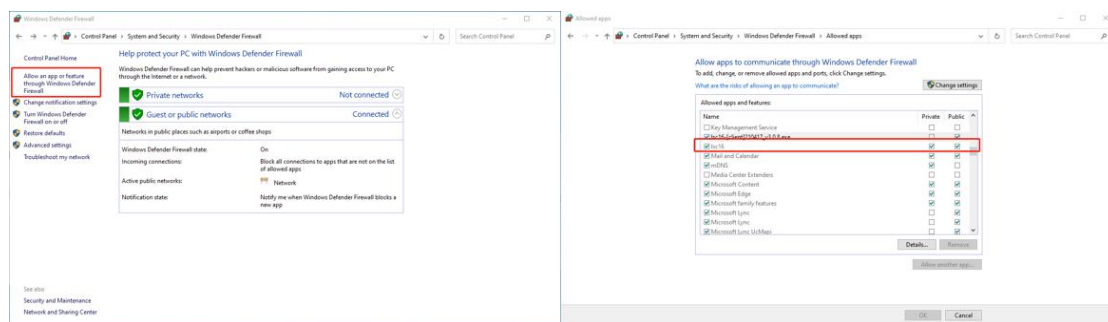 Windows Defender Firewall
Control Panel > System and Security > Windows Defender Firewall
Search Control Panel
Control Panel Home
Allow an app or feature
through Windows Defender
Firewall
Change notification settings
Turn Windows Defender
Firewall on or off
Restore defaults
Advanced settings
Troubleshoot my network
See also
Security and Maintenance
Network and Sharing Center
Help protect your PC with Windows Defender Firewall
Windows Defender Firewall can help prevent hackers or malicious software from gaining access to your PC
through the Internet or a network.
Private networks Not connected
Guest or public networks Connected
Networks in public places such as airports or coffee shops
Windows Defender Firewall state: On
Incoming connections: Block all connections to apps that are not on the list
of allowed apps
Active public networks: Network
Notification state: Notify me when Windows Defender Firewall blocks a
new app
Allowed apps
Control Panel > System and Security > Windows Defender Firewall > Allowed apps
Search Control Panel
Allow apps to communicate through Windows Defender Firewall
To add, change, or remove allowed apps and ports, click Change settings.
What are the risks of allowing an app to communicate? Change settings
Allowed apps and features:
Name Private Public
Key Management Service
Mail and Calendar
mDNS
Media Center Extenders
Microsoft Content
Microsoft Edge
Microsoft family features
Microsoft Lync
Microsoft Lync
Microsoft Lync UcMapi
Details... Remove
Allow another app...
OK Cancel